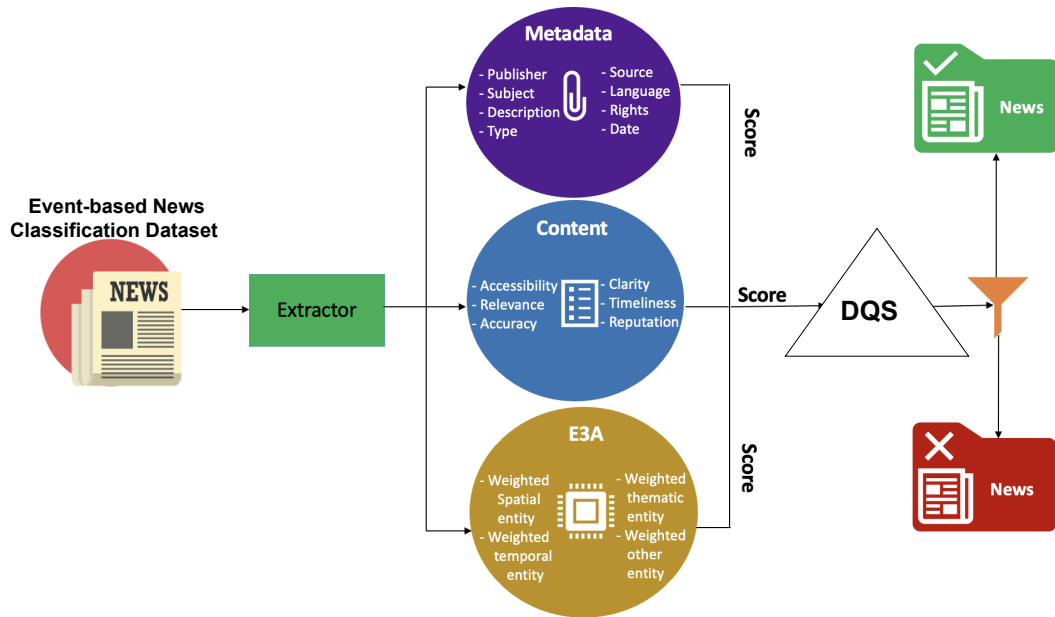 Event-based News
Classification Dataset
NEWS
Extractor
Metadata
- Publisher
- Subject
- Description
- Type
- Source
- Language
- Rights
- Date
Content
- Accessibility
- Relevance
- Accuracy
- Clarity
- Timeliness
- Reputation
E3A
- Weighted
Spatial
entity
- Weighted
temporal
entity
- Weighted
thematic
entity
- Weighted
other
entity
Score
Score
Score
DQS
News
News